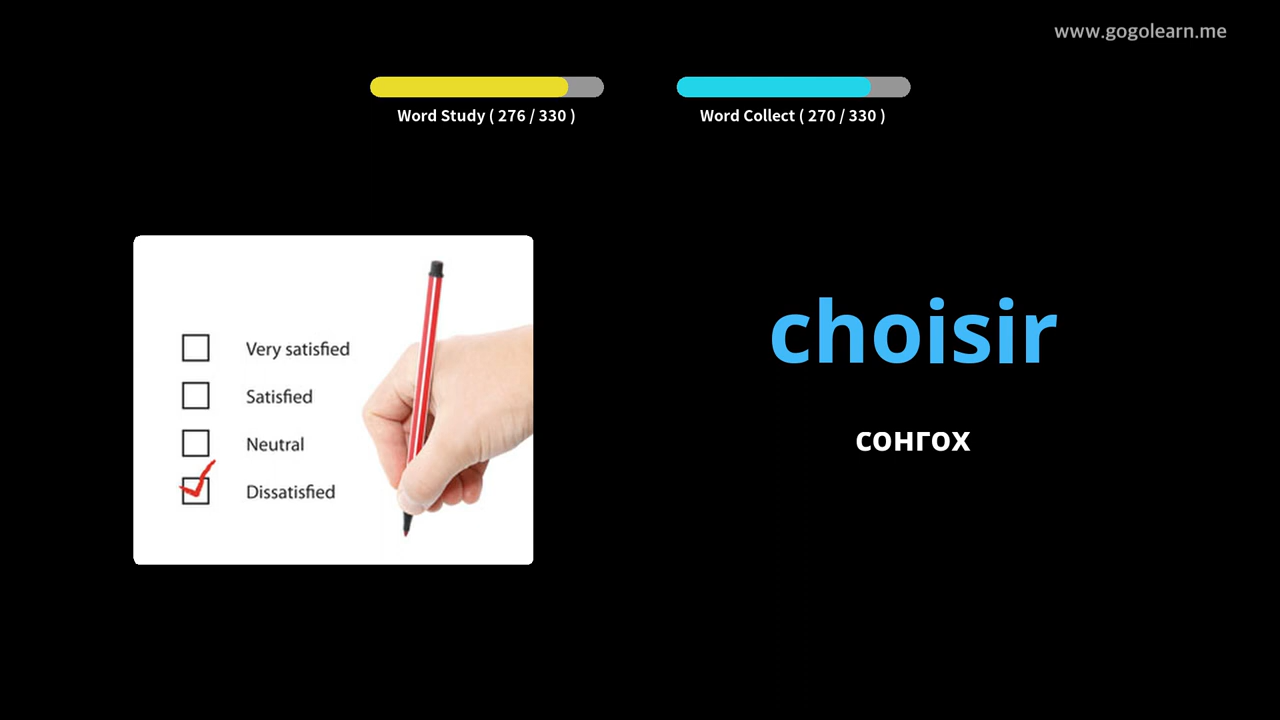 www.gogolearn.me
Word Study ( 276 / 330 )
Word Collect ( 270 / 330 )
Very satisfied
Satisfied
Neutral
Dissatisfied
choisir
сонгох